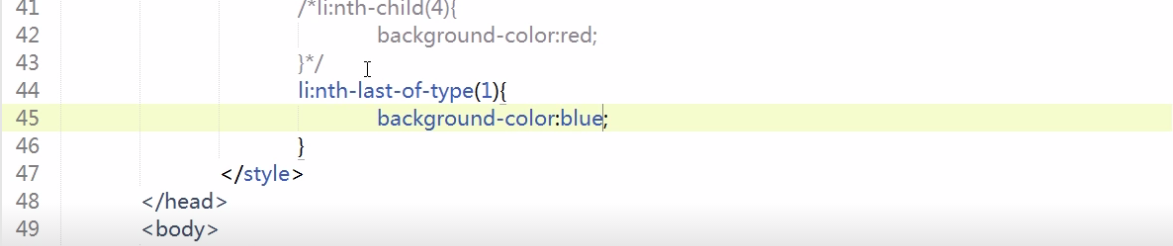 41 /*li:nth-child(4){
42 background-color:red;
43 }*/
44 li:nth-last-of-type(1){
45 background-color:blue;
46 }
47 </style>
48 </head>
49 <body>